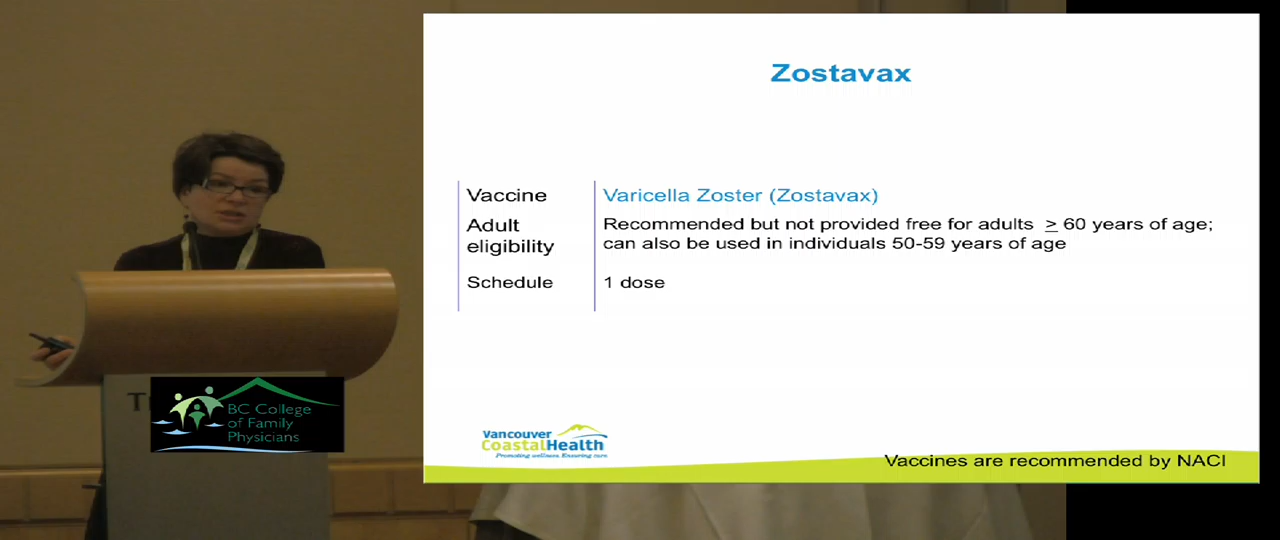 Zostavax
Vaccine
Varicella Zoster (Zostavax)
Adult
eligibility
Recommended but not provided free for adults ≥ 60 years of age;
can also be used in individuals 50-59 years of age
Schedule
1 dose
Vancouver
CoastalHealth
Promoting wellness. Ensuring care.
Vaccines are recommended by NACI
BC College
of Family
Physicians